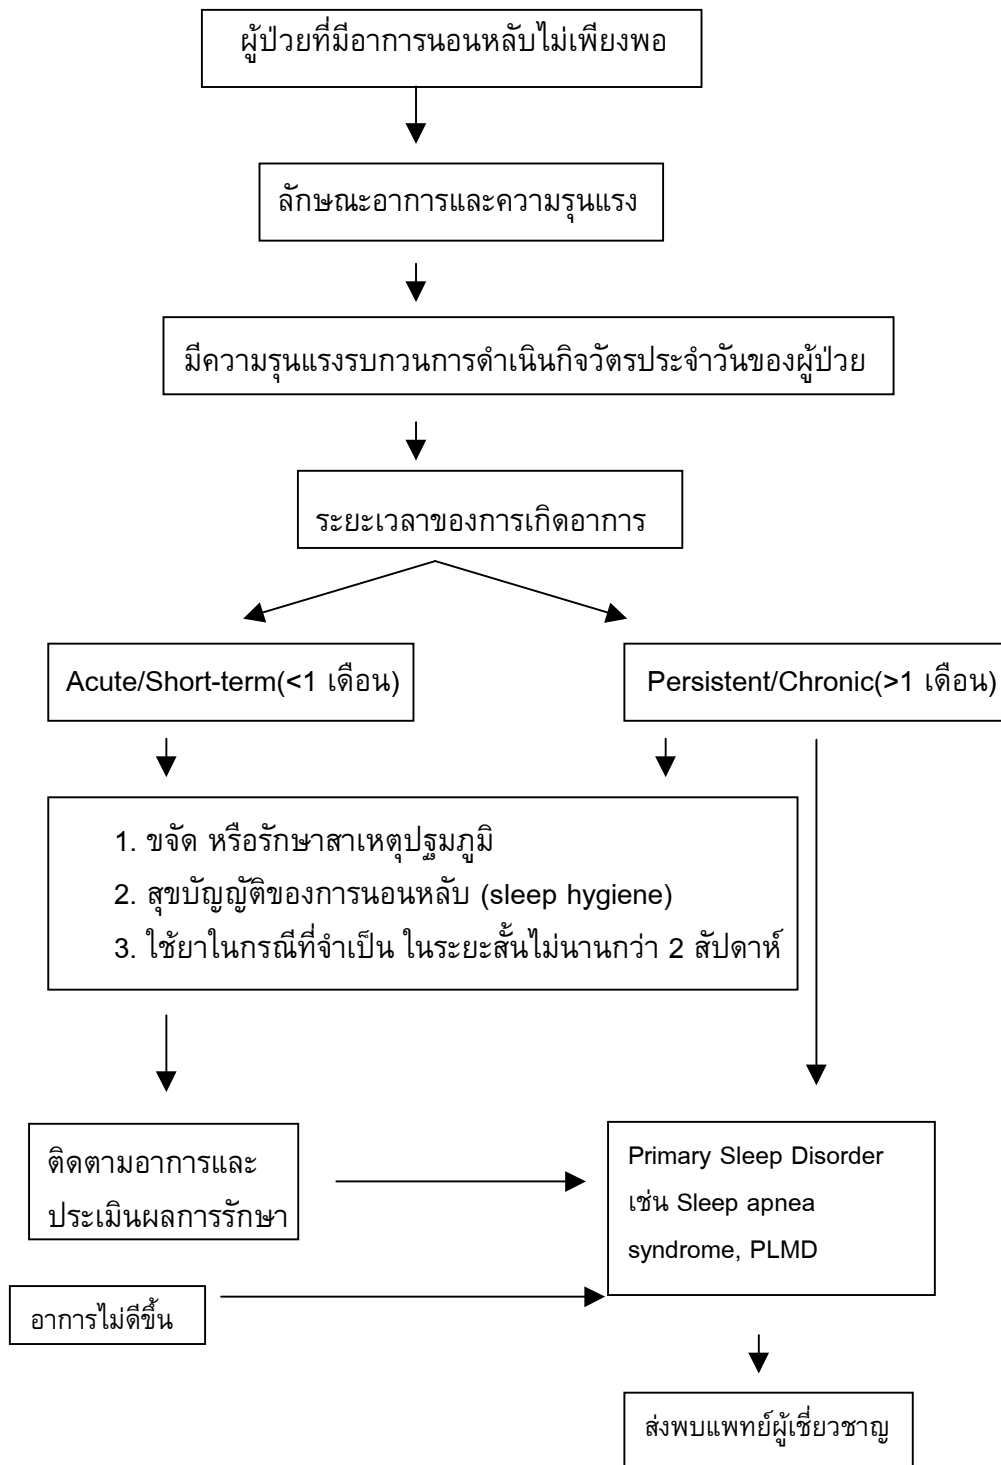 ผู้ป่วยที่มีอาการนอนหลับไม่เพียงพอ
ลักษณะอาการและความรุนแรง
มีความรุนแรงรบกวนการดำเนินกิจวัตรประจำวันของผู้ป่วย
ระยะเวลาของการเกิดอาการ
Acute/Short-term(<1 เดือน)
Persistent/Chronic(>1 เดือน)
1. ขจัด หรือรักษาสาเหตุปฐมภูมิ
2. สุขบัญญัติของการนอนหลับ (sleep hygiene)
3. ใช้ยาในกรณีที่จำเป็น ในระยะสั้นไม่นานกว่า 2 สัปดาห์
ติดตามอาการและ
ประเมินผลการรักษา
Primary Sleep Disorder
เช่น Sleep apnea
syndrome, PLMD
อาการไม่ดีขึ้น
ส่งพบแพทย์ผู้เชี่ยวชาญ